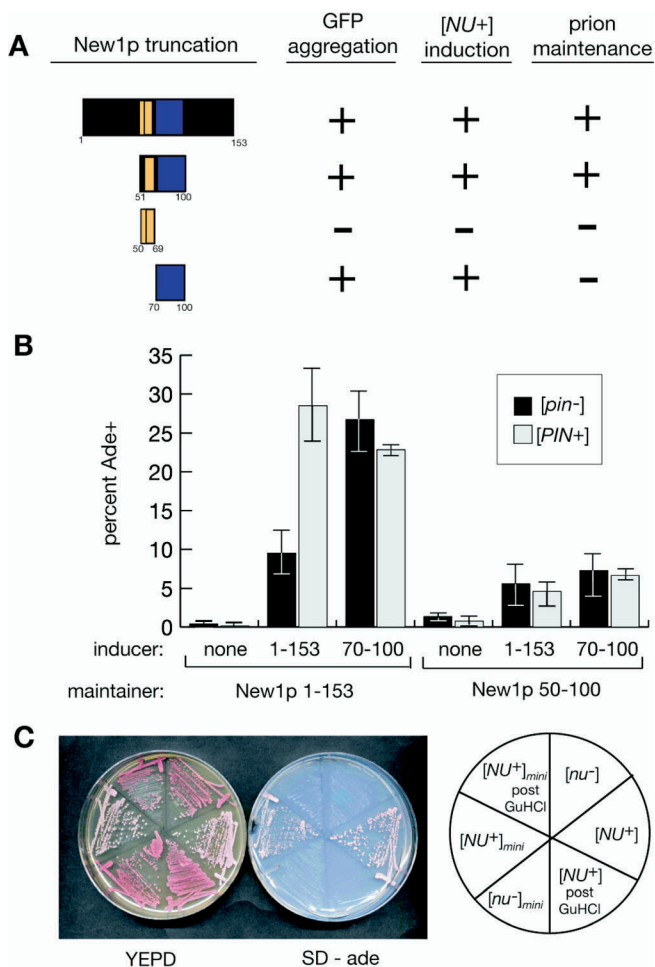 A
New1p truncation
GFP
aggregation
[NU+]
induction
prion
maintenance
1
153
+
+
+
51
100
+
+
+
50
69
-
-
-
70
100
+
+
-
B
percent Ade+
35
30
25
20
15
10
5
0
[pin-]
[PIN+]
inducer:
none
1-153
70-100
none
1-153
70-100
maintainer:
New1p 1-153
New1p 50-100
C
YEPD
SD - ade
[NU+]mini
post
GuHCl
[nu-]
[NU+]mini
[NU+]
[nu-]mini
[NU+]
post
GuHCl